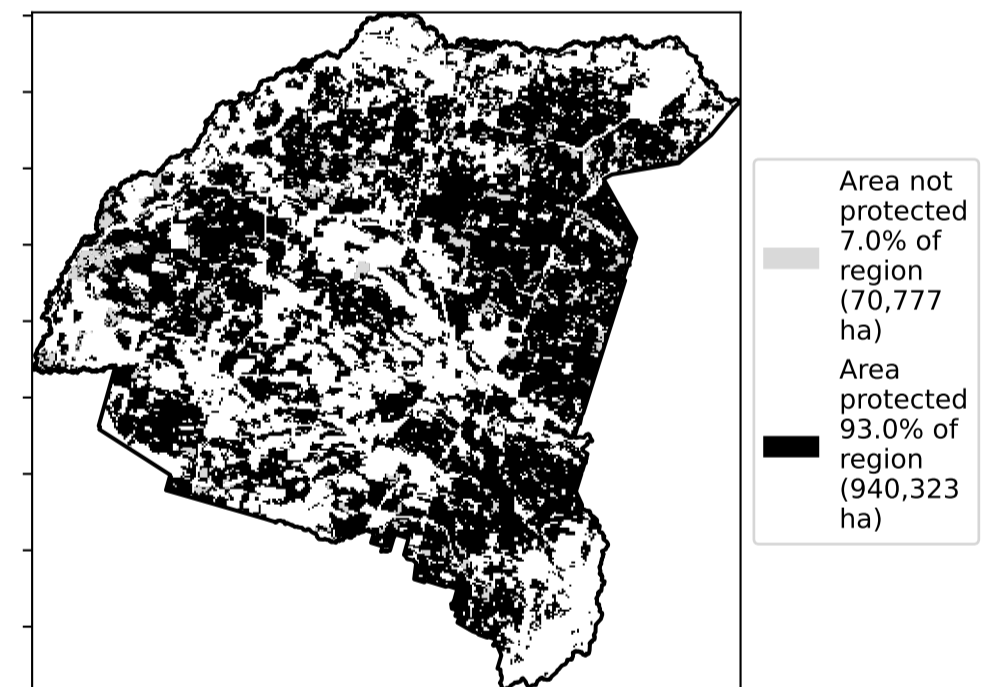 Area not
protected
7.0% of
region
(70,777
ha)
Area
protected
93.0% of
region
(940,323
ha)